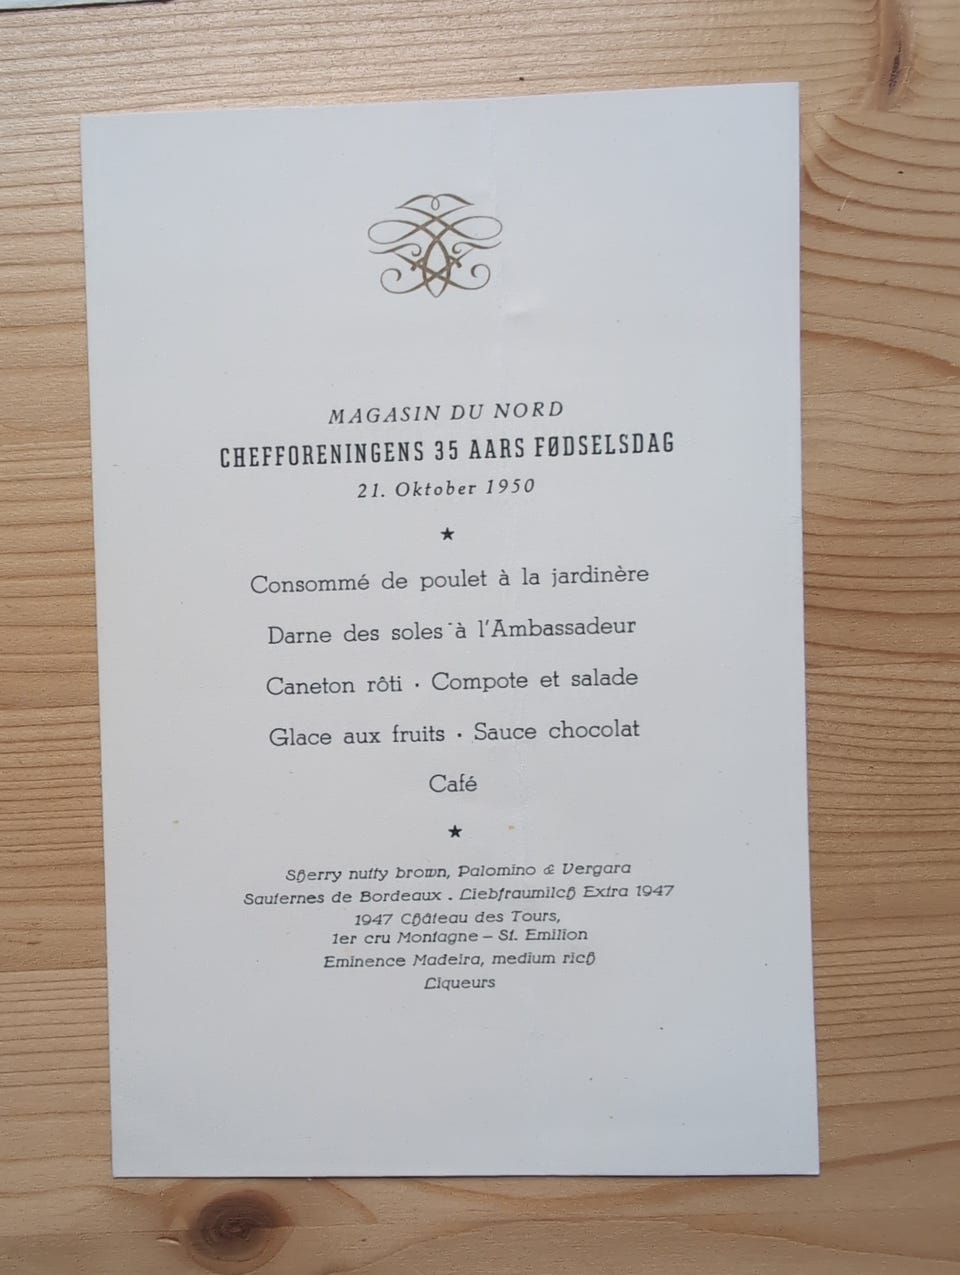 MAGASIN DU NORD
CHEFFORENINGENS 35 AARS FØDSELSDAG
21. Oktober 1950
★
Consommé de poulet à la jardinère
Darne des soles à l'Ambassadeur
Caneton rôti · Compote et salade
Glace aux fruits · Sauce chocolat
Café
★
Sherry nutty brown, Palomino & Vergara
Sauternes de Bordeaux . Liebfraumilch Extra 1947
1947 Château des Tours,
1er cru Montagne – St. Emilion
Eminence Madeira, medium rich
Liqueurs